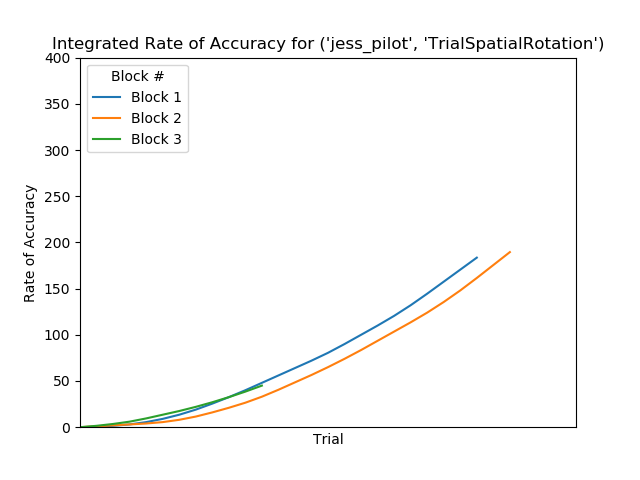 Integrated Rate of Accuracy for ('jess_pilot', 'TrialSpatialRotation')
Block #
Block 1
Block 2
Block 3
400
350
300
250
200
150
100
50
0
Rate of Accuracy
Trial